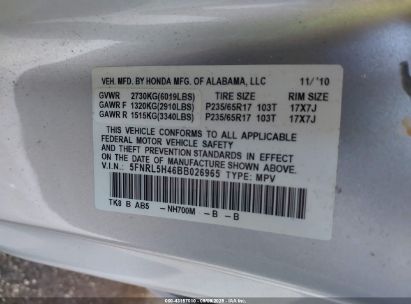 VEH. MFD. BY HONDA MFG. OF ALABAMA, LLC 11/'10
GVWR 2730KG(6019LBS) TIRE SIZE RIM SIZE
GAWR F 1320KG(2910LBS) P235/65R17 103T 17X7J
GAWR R 1515KG(3340LBS) P235/65R17 103T 17X7J
THIS VEHICLE CONFORMS TO ALL APPLICABLE
FEDERAL MOTOR VEHICLE SAFETY STANDARDS IN
EFFECT ON THE DATE OF MANUFACTURE SHOWN ABOVE.
V.I.N.: 5FNRL5H46BB026965 TYPE: MPV
TK8 B AB5 -NH700M -B -B